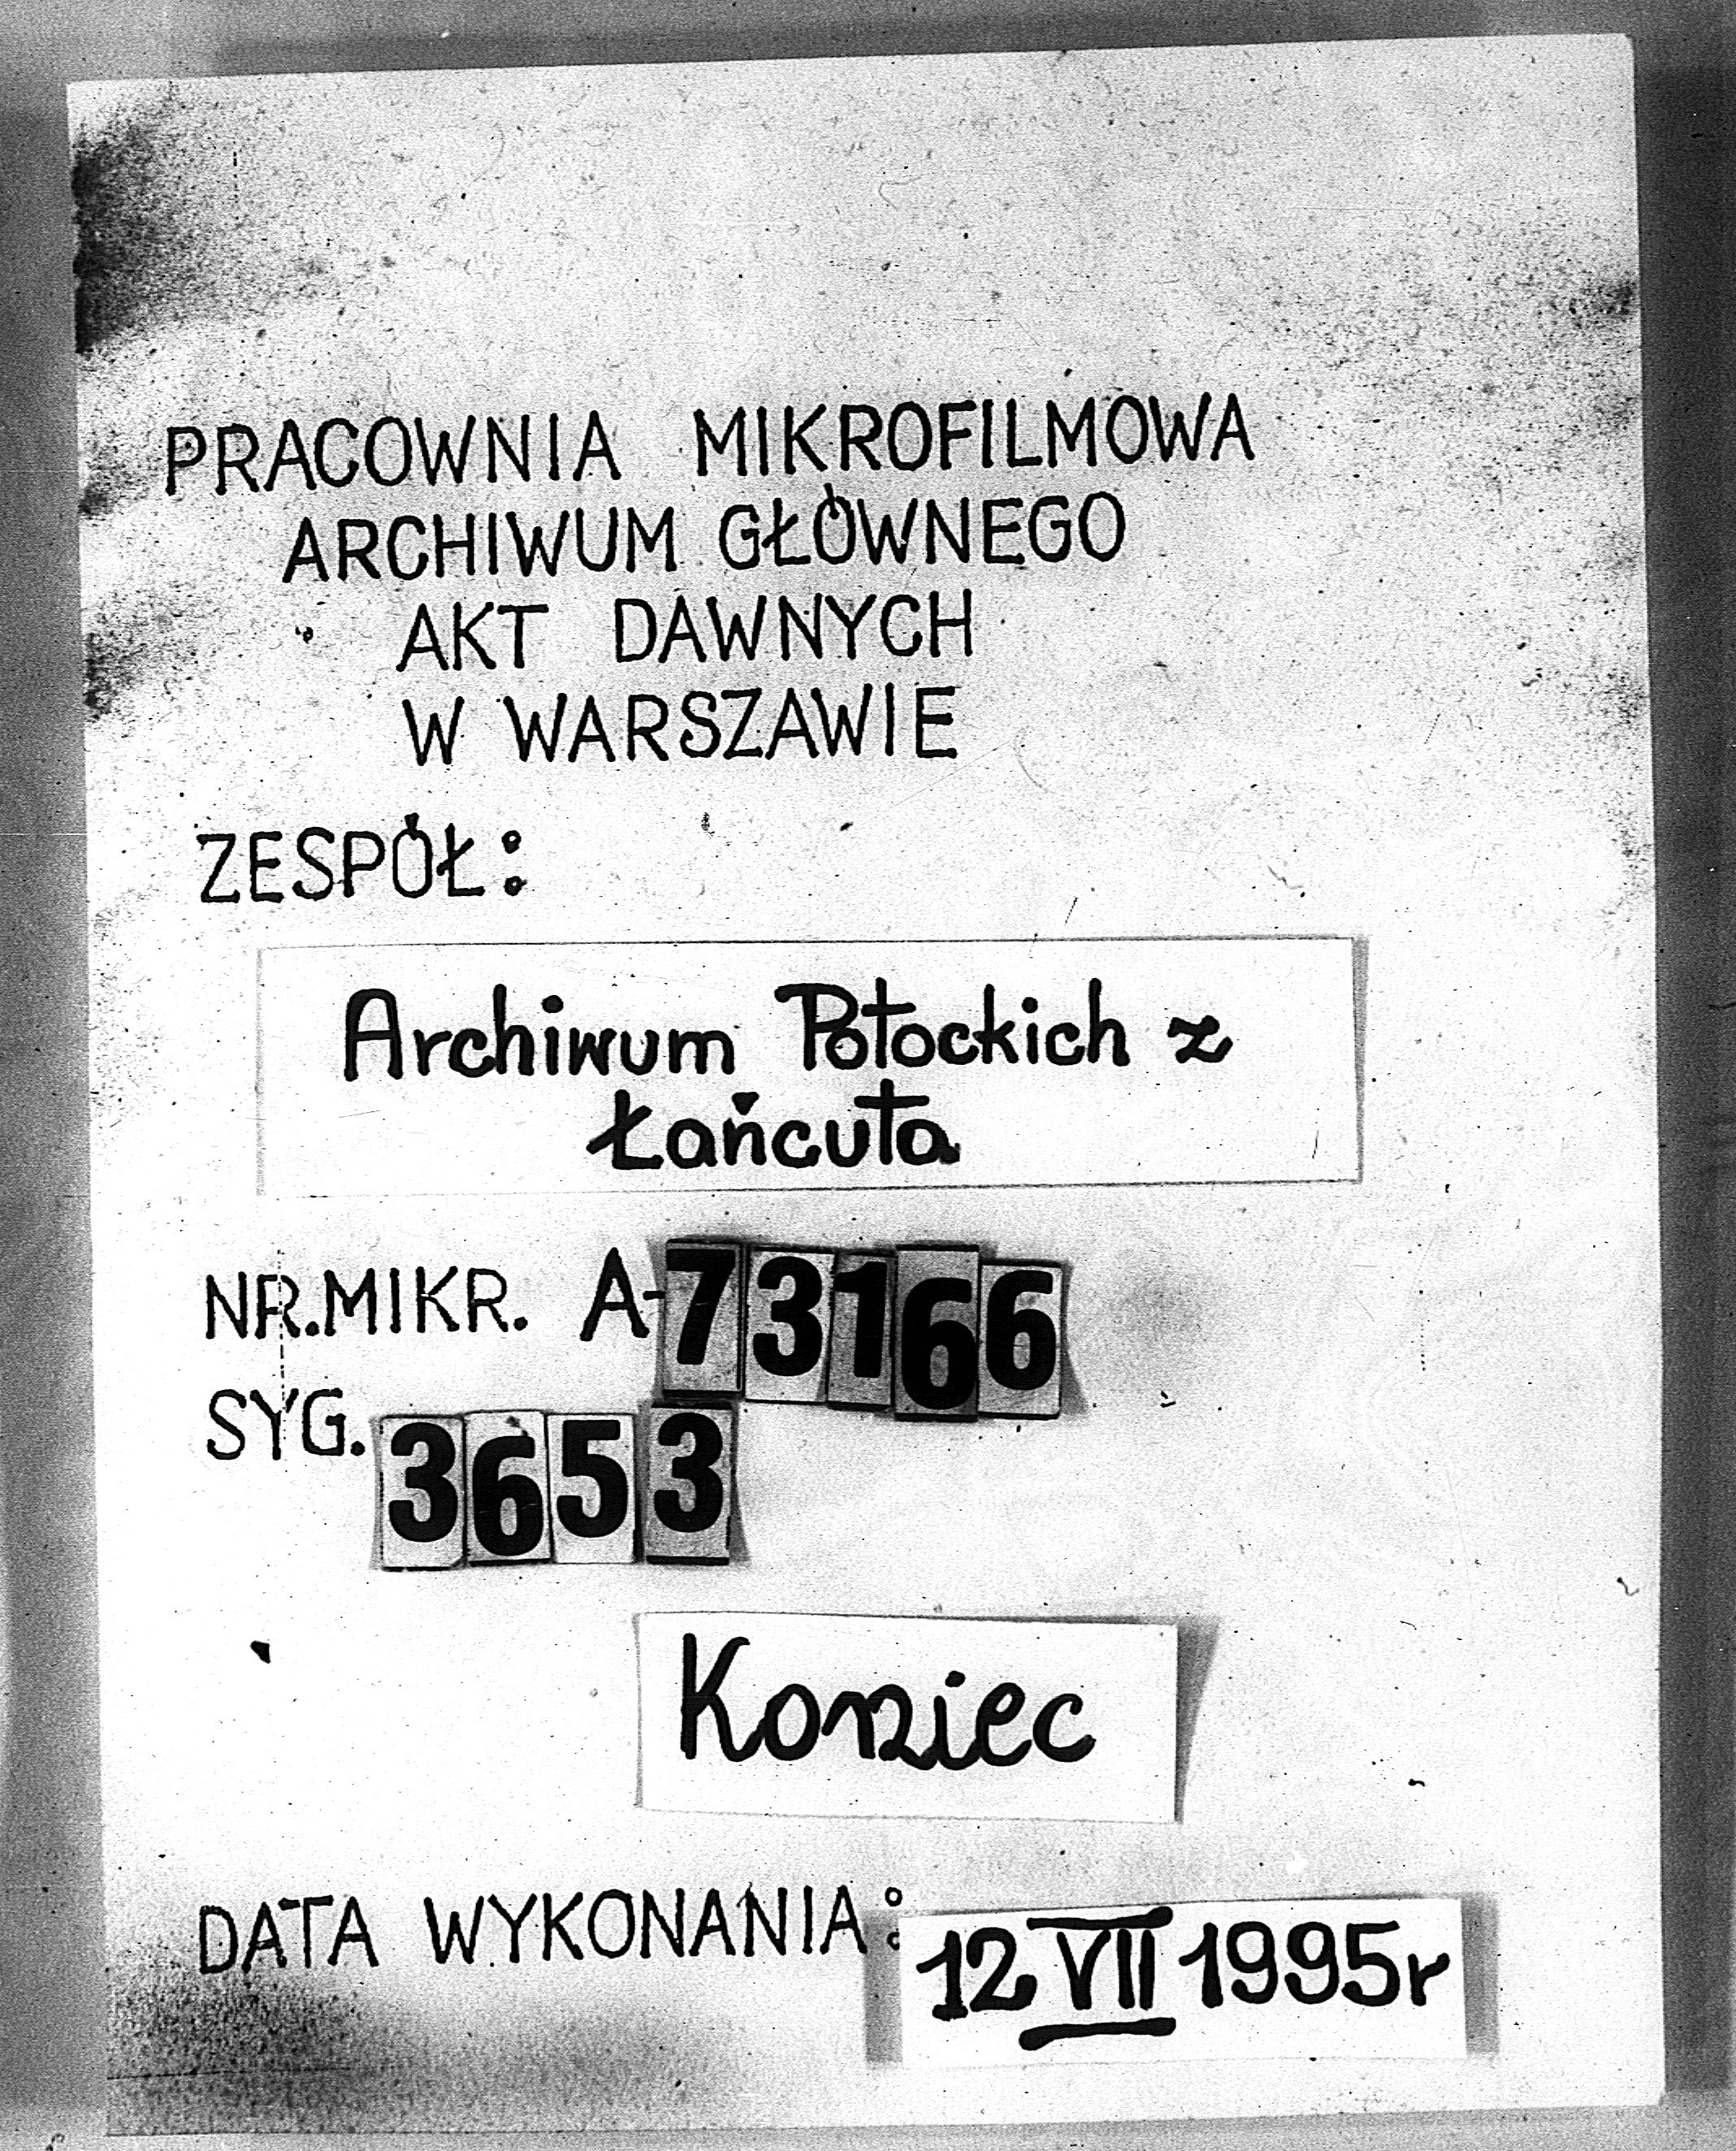 PRACOWNIA MIKROFILMOWA
ARCHIWUM GŁÓWNEGO
AKT DAWNYCH
W WARSZAWIE
ZESPÓŁ:
Archiwum Potockich z
Łańcuta
NR.MIKR. A-73166
SYG. 3653
Koniec
DATA WYKONANIA: 12 VII 1995r